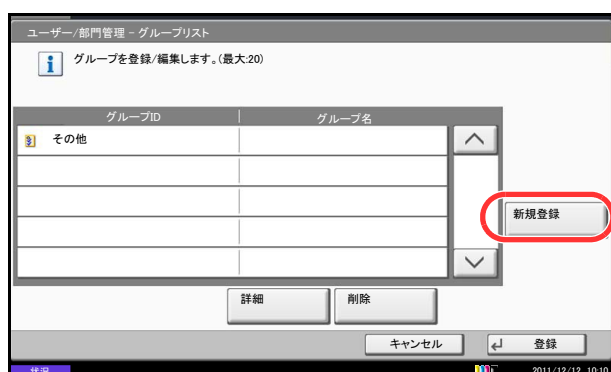 ユーザー/部門管理 - グループリスト
グループを登録/編集します。(最大:20)
グループID グループ名
その他
新規登録
詳細 削除
キャンセル 登録
状況 2011/12/12 10:10